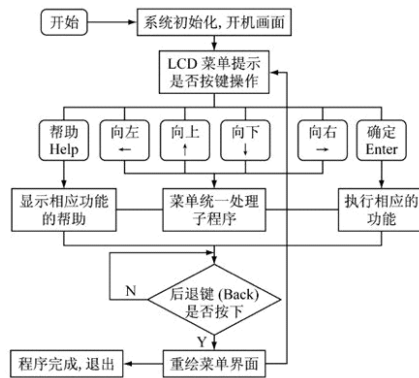 开始
系统初始化, 开机画面
LCD 菜单提示
是否按键操作
帮助
Help
向左
←
向上
↑
向下
↓
向右
→
确定
Enter
显示相应功能
的帮助
菜单统一处理
子程序
执行相应的
功能
后退键 (Back)
是否按下
N
Y
程序完成, 退出
重绘菜单界面